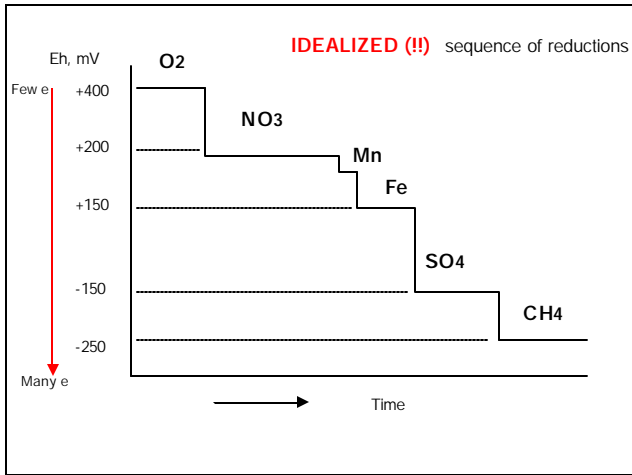 IDEALIZED (!!) sequence of reductions
Eh, mV
O2
Few e
+400
NO3
+200
Mn
Fe
+150
SO4
-150
CH4
-250
Many e
Time